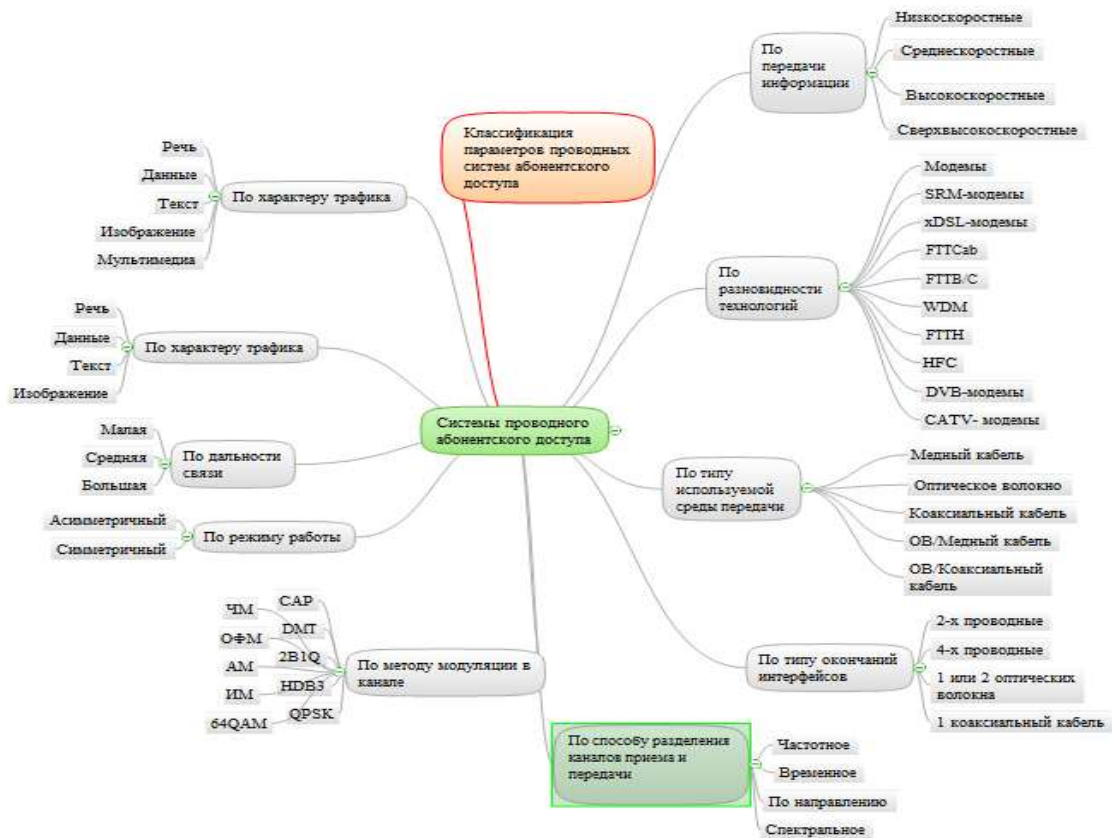 Классификация
параметров проводных
систем абонентского
доступа
Системы проводного
абонентского доступа
По
передачи
информации
Низкоскоростные
Среднескоростные
Высокоскоростные
Сверхвысокоскоростные
По
разновидности
технологий
Модемы
SRM-модемы
xDSL-модемы
FTTCab
FTTB/C
WDM
FTTH
HFC
DVB-модемы
CATV- модемы
По типу
используемой
среды передачи
Медный кабель
Оптическое волокно
Коаксиальный кабель
ОВ/Медный кабель
ОВ/Коаксиальный
кабель
По типу окончаний
интерфейсов
2-х проводные
4-х проводные
1 или 2 оптических
волокна
1 коаксиальный кабель
По способу разделения
каналов приема и
передачи
Частотное
Временное
По направлению
Спектральное
По характеру трафика
Речь
Данные
Текст
Изображение
Мультимедиа
По характеру трафика
Речь
Данные
Текст
Изображение
По дальности
связи
Малая
Средняя
Большая
По режиму работы
Асимметричный
Симметричный
По методу модуляции в
канале
CAP
DMT
2B1Q
HDB3
QPSK
ЧМ
ОФМ
АМ
ИМ
64QAM